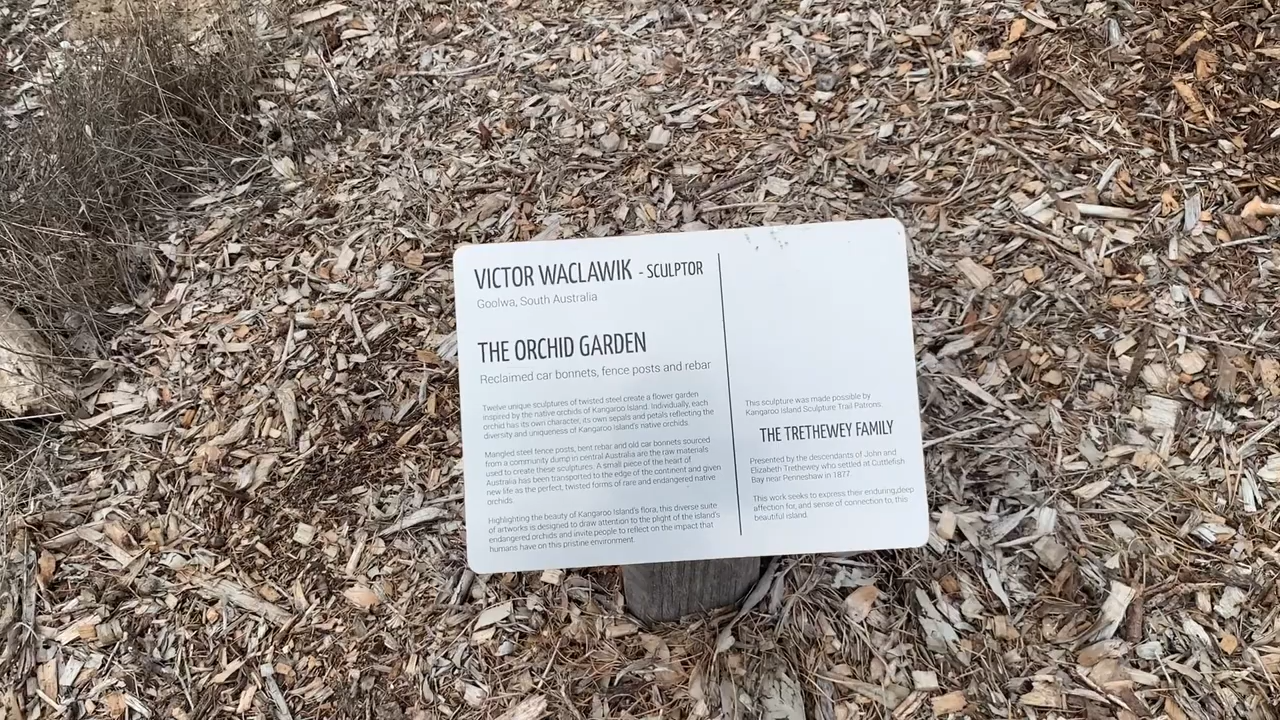 VICTOR WACLAWIK - SCULPTOR
Goolwa, South Australia
THE ORCHID GARDEN
Reclaimed car bonnets, fence posts and rebar
Twelve unique sculptures of twisted steel create a flower garden
inspired by the native orchids of Kangaroo Island. Individually, each
orchid has its own character, its own sepals and petals reflecting the
diversity and uniqueness of Kangaroo Island's native orchids.
Mangled steel fence posts, bent rebar and old car bonnets sourced
from a community dump in central Australia are the raw materials
used to create these sculptures. A small piece of the heart of
Australia has been transported to the edge of the continent and given
new life as the perfect, twisted forms of rare and endangered native
orchids.
Highlighting the beauty of Kangaroo Island's flora, this diverse suite
of artworks is designed to draw attention to the plight of the island's
endangered orchids and invite people to reflect on the impact that
humans have on this pristine environment.
This sculpture was made possible by
Kangaroo Island Sculpture Trail Patrons.
THE TRETHEWEY FAMILY
Presented by the descendants of John and
Elizabeth Trethewey who settled at Cuttlefish
Bay near Penneshaw in 1877.
This work seeks to express their enduring,deep
affection for, and sense of connection to, this
beautiful island.